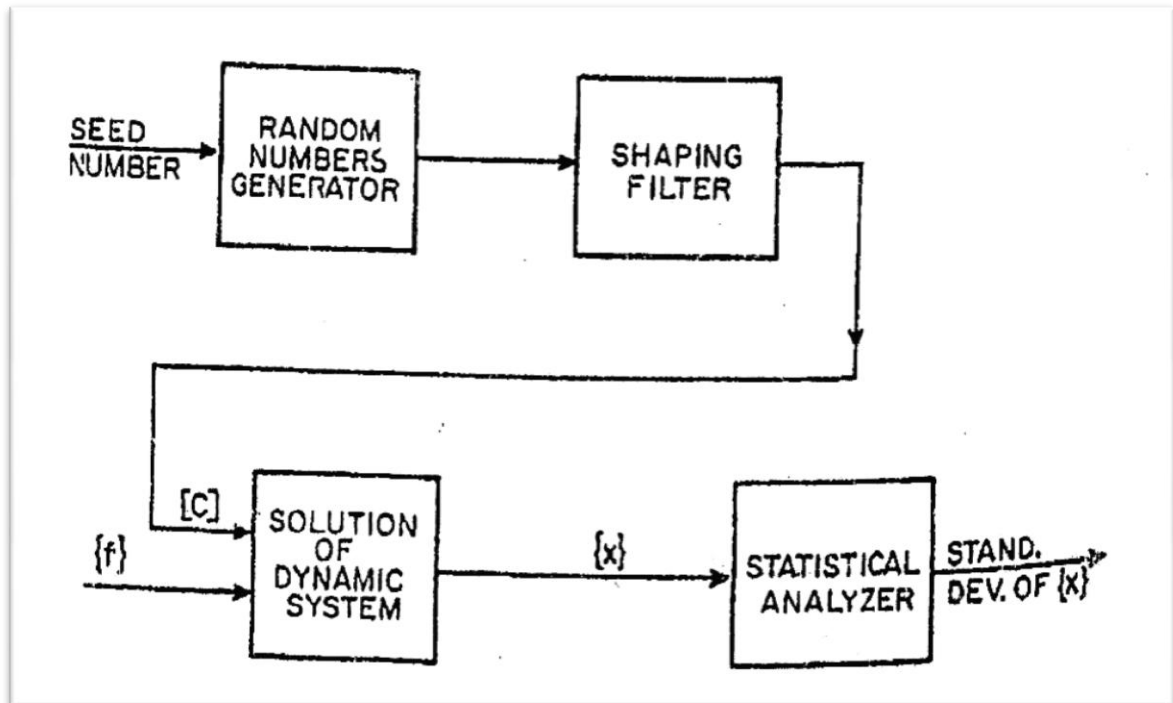 SEED
NUMBER
RANDOM
NUMBERS
GENERATOR
SHAPING
FILTER
[C]
{f}
SOLUTION
OF
DYNAMIC
SYSTEM
{x}
STATISTICAL
ANALYZER
STAND.
DEV. OF {x}